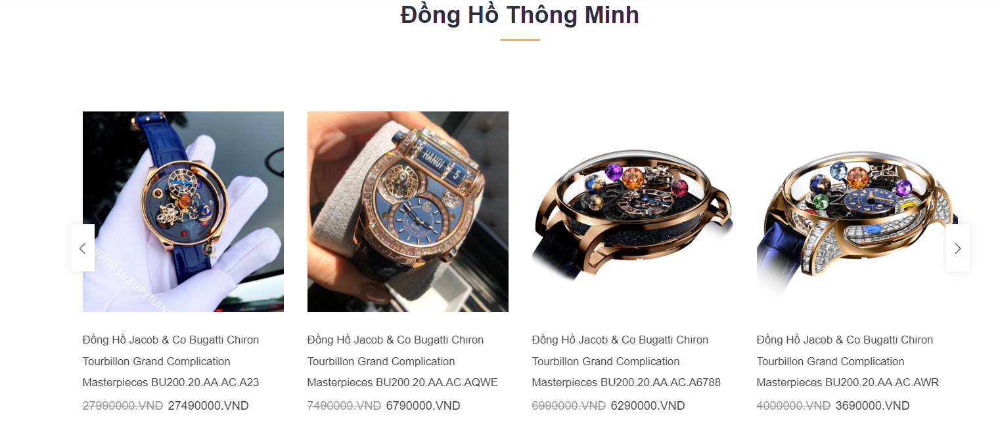 Đồng Hồ Thông Minh
WWW.LUXURYHAN
HANOI 5
Đồng Hồ Jacob & Co Bugatti Chiron
Tourbillon Grand Complication
Masterpieces BU200.20.AA.AC.A23
27990000.VND 27490000.VND
Đồng Hồ Jacob & Co Bugatti Chiron
Tourbillon Grand Complication
Masterpieces BU200.20.AA.AC.AQWE
7490000.VND 6790000.VND
Đồng Hồ Jacob & Co Bugatti Chiron
Tourbillon Grand Complication
Masterpieces BU200.20.AA.AC.A6788
6990000.VND 6290000.VND
Đồng Hồ Jacob & Co Bugatti Chiron
Tourbillon Grand Complication
Masterpieces BU200.20.AA.AC.AWR
4000000.VND 3690000.VND